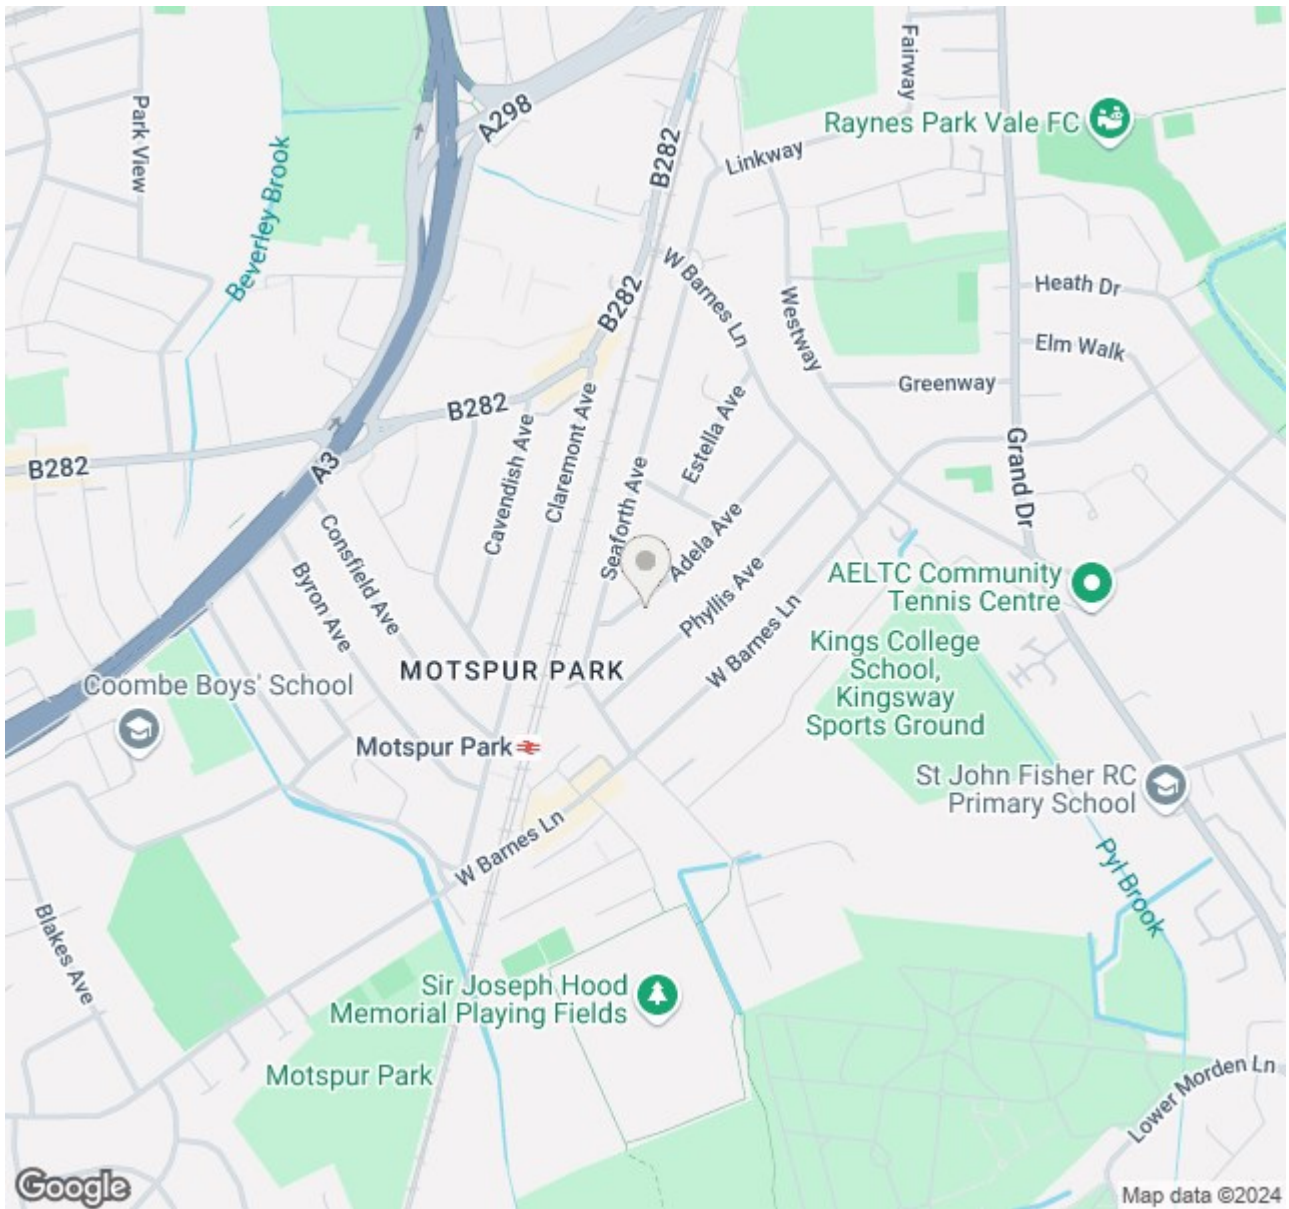 Park View
Beverley Brook
A298
B282
Fairway
Raynes Park Vale FC
Linkway
W Barnes Ln
Westway
Heath Dr
Elm Walk
Greenway
B282
B282
B282
A3
Cavendish Ave
Claremont Ave
Seaforth Ave
Estella Ave
Adela Ave
Phyllis Ave
W Barnes Ln
Grand Dr
Consfield Ave
Byron Ave
AELTC Community
Tennis Centre
Kings College
School,
Kingsway
Sports Ground
MOTSPUR PARK
Coombe Boys' School
Motspur Park
St John Fisher RC
Primary School
W Barnes Ln
Pyl Brook
Blakes Ave
Sir Joseph Hood
Memorial Playing Fields
Motspur Park
Lower Morden Ln
Google
Map data ©2024